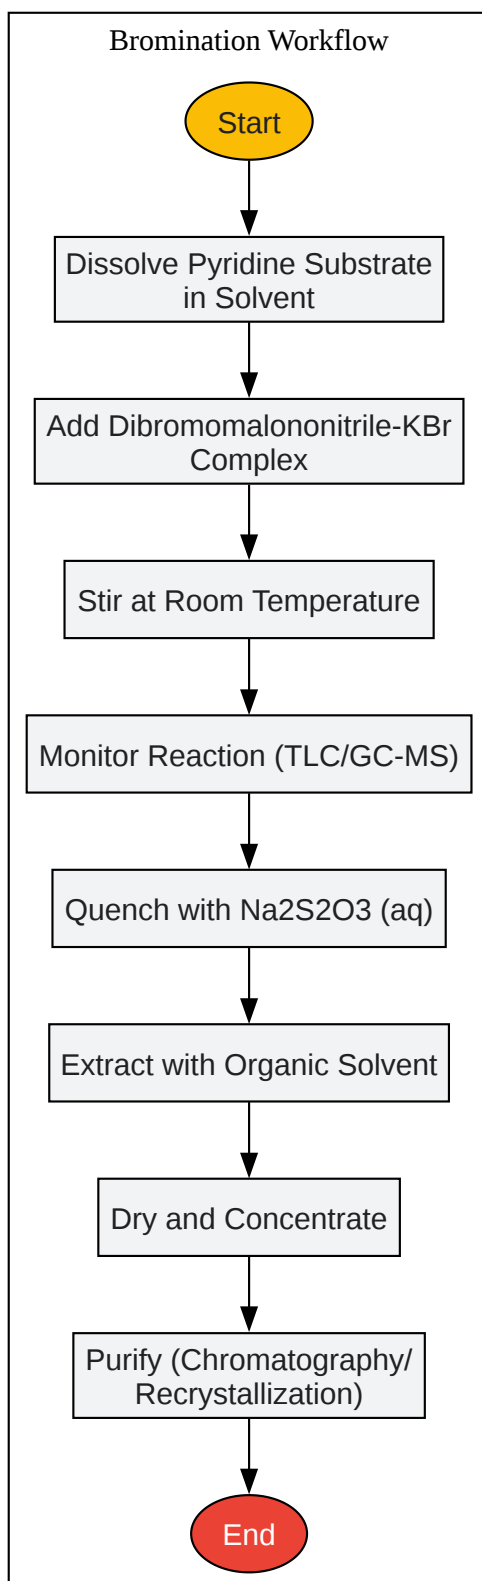 Bromination Workflow
Start
Dissolve Pyridine Substrate
in Solvent
Add Dibromomalononitrile-KBr
Complex
Stir at Room Temperature
Monitor Reaction (TLC/GC-MS)
Quench with Na2S2O3 (aq)
Extract with Organic Solvent
Dry and Concentrate
Purify (Chromatography/
Recrystallization)
End